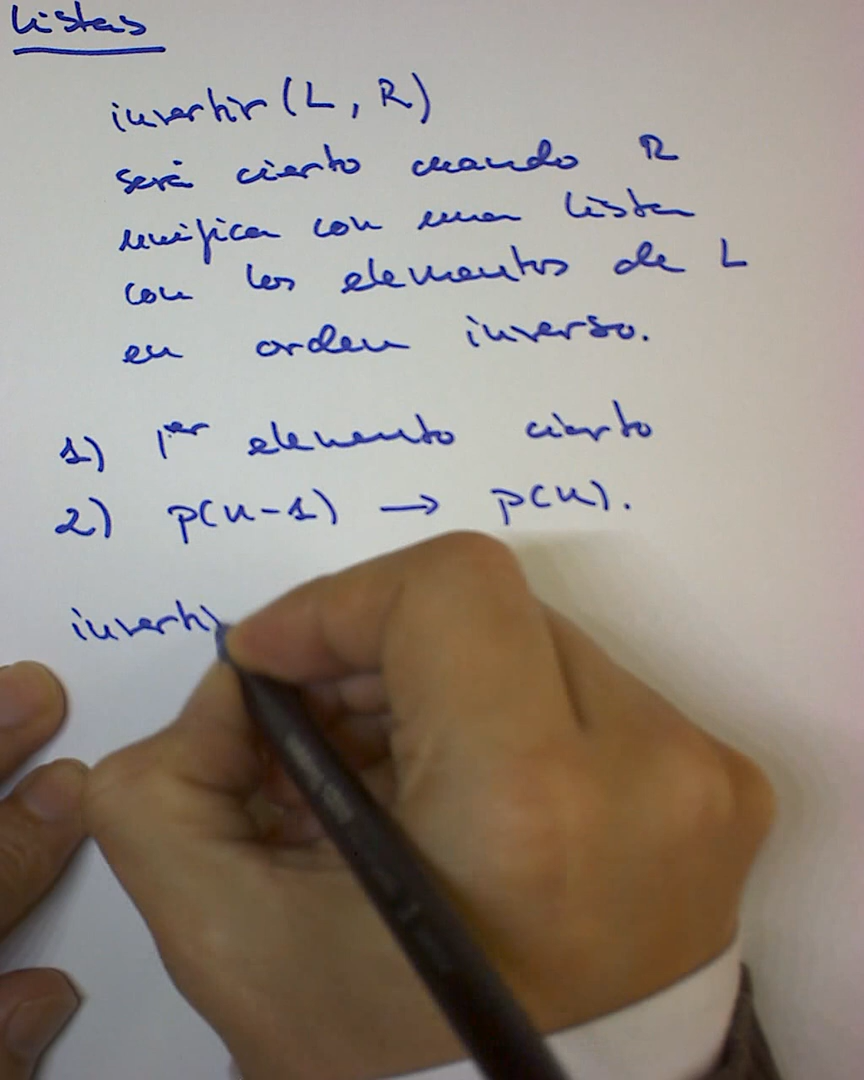 Listas
invertir(L, R)
será cierto cuando R
unifica con una lista
con los elementos de L
en orden inverso.
1) 1er elemento cierto
2) p(n-1) → p(n).
inverti